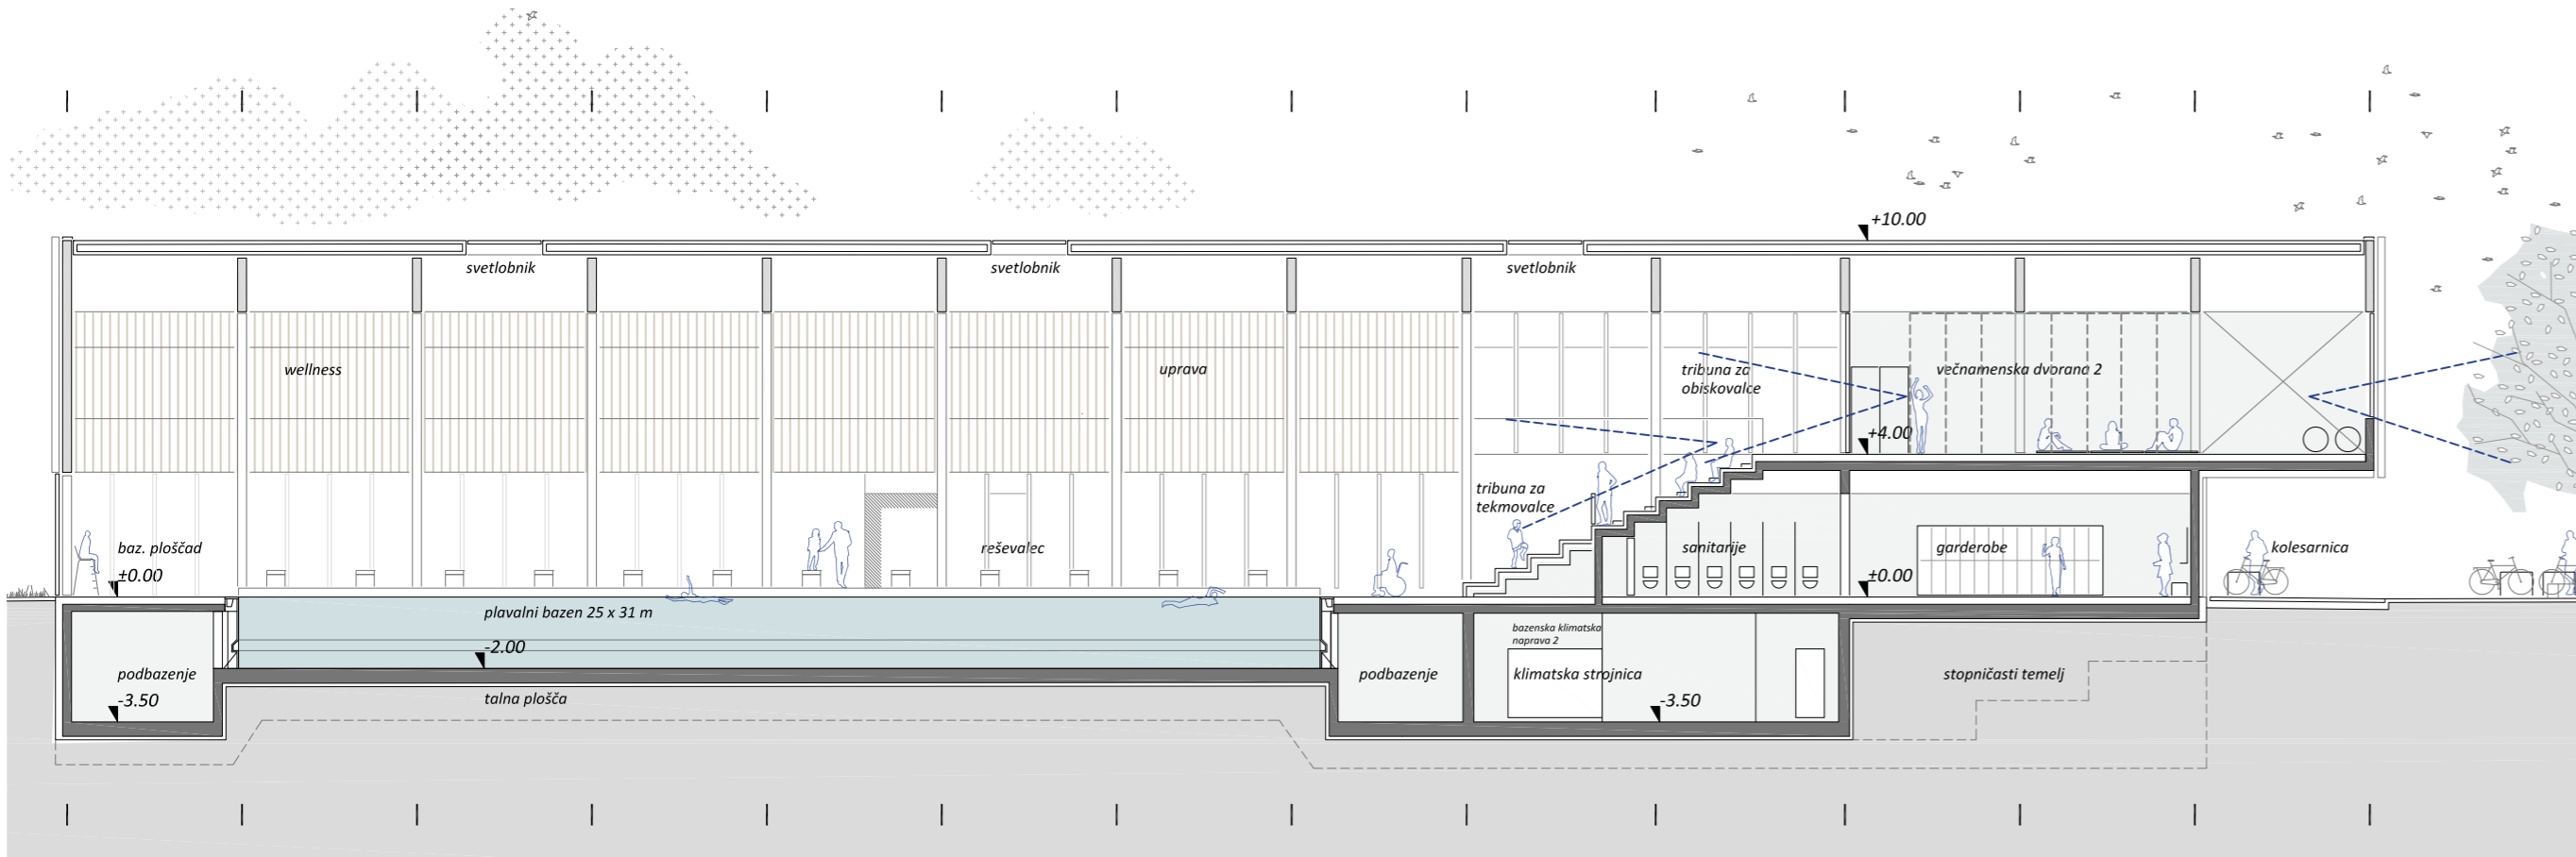 +10.00
svetlobnik
svetlobnik
svetlobnik
wellness
uprava
tribuna za
obiskovalce
večnamenska dvorana 2
+4.00
tribuna za
tekmovalce
baz. ploščad
±0.00
reševalec
sanitarije
garderobe
kolesarnica
±0.00
plavalni bazen 25 x 31 m
-2.00
bazenska klimatska
naprava 2
podbazenje
podbazenje
klimatska strojnica
stopničasti temelj
-3.50
talna plošča
-3.50